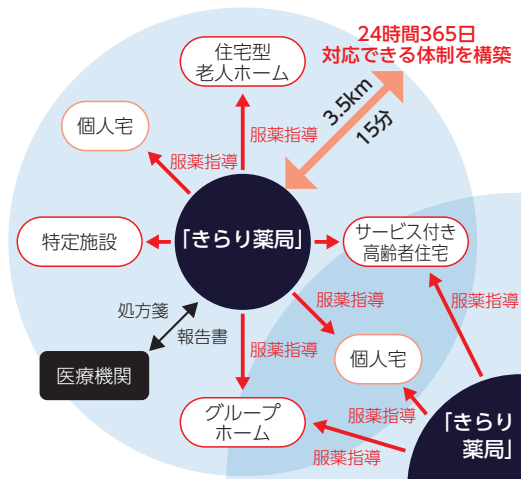 24時間365日
対応できる体制を構築
住宅型
老人ホーム
3.5km
15分
個人宅
服薬指導
服薬指導
特定施設
「きらり薬局」
サービス付き
高齢者住宅
処方箋
報告書
服薬指導
服薬指導
医療機関
服薬指導
個人宅
グループ
ホーム
服薬指導
服薬指導
「きらり
薬局」